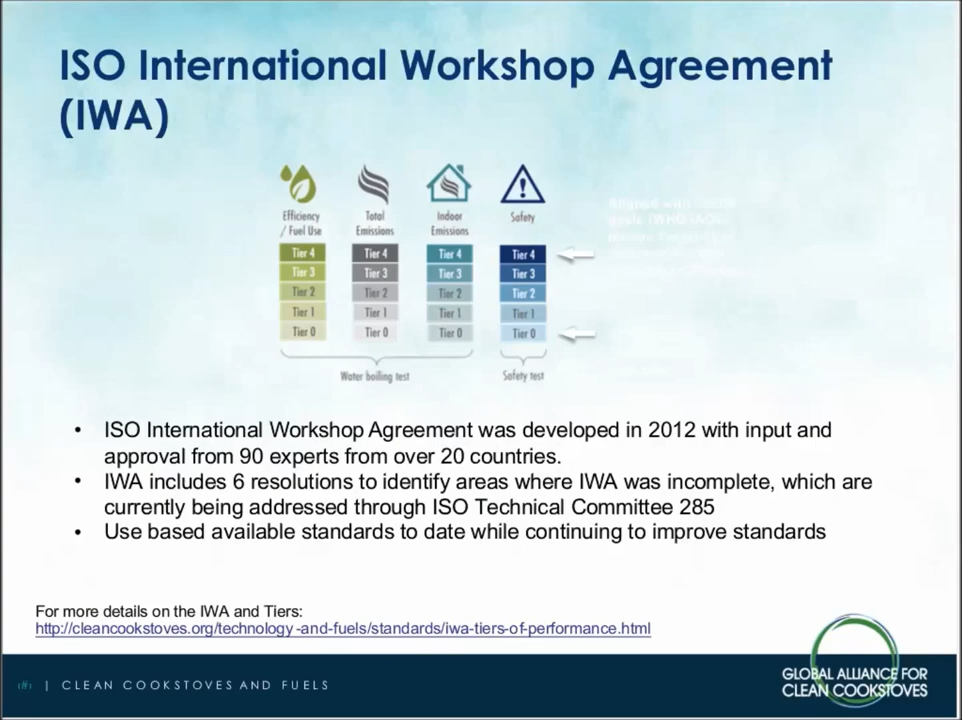 ISO International Workshop Agreement
(IWA)
Efficiency
/ Fuel Use
Total
Emissions
Indoor
Emissions
Safety
Tier 4 Tier 4 Tier 4 Tier 4
Tier 3 Tier 3 Tier 3 Tier 3
Tier 2 Tier 2 Tier 2 Tier 2
Tier 1 Tier 1 Tier 1 Tier 1
Tier 0 Tier 0 Tier 0 Tier 0
Water boiling test
Safety test
Aligned with
• ISO International Workshop Agreement was developed in 2012 with input and
approval from 90 experts from over 20 countries.
• IWA includes 6 resolutions to identify areas where IWA was incomplete, which are
currently being addressed through ISO Technical Committee 285
• Use based available standards to date while continuing to improve standards
For more details on the IWA and Tiers:
http://cleancookstoves.org/technology-and-fuels/standards/iwa-tiers-of-performance.html
‹#› | CLEAN COOKSTOVES AND FUELS
GLOBAL ALLIANCE FOR
CLEAN COOKSTOVES